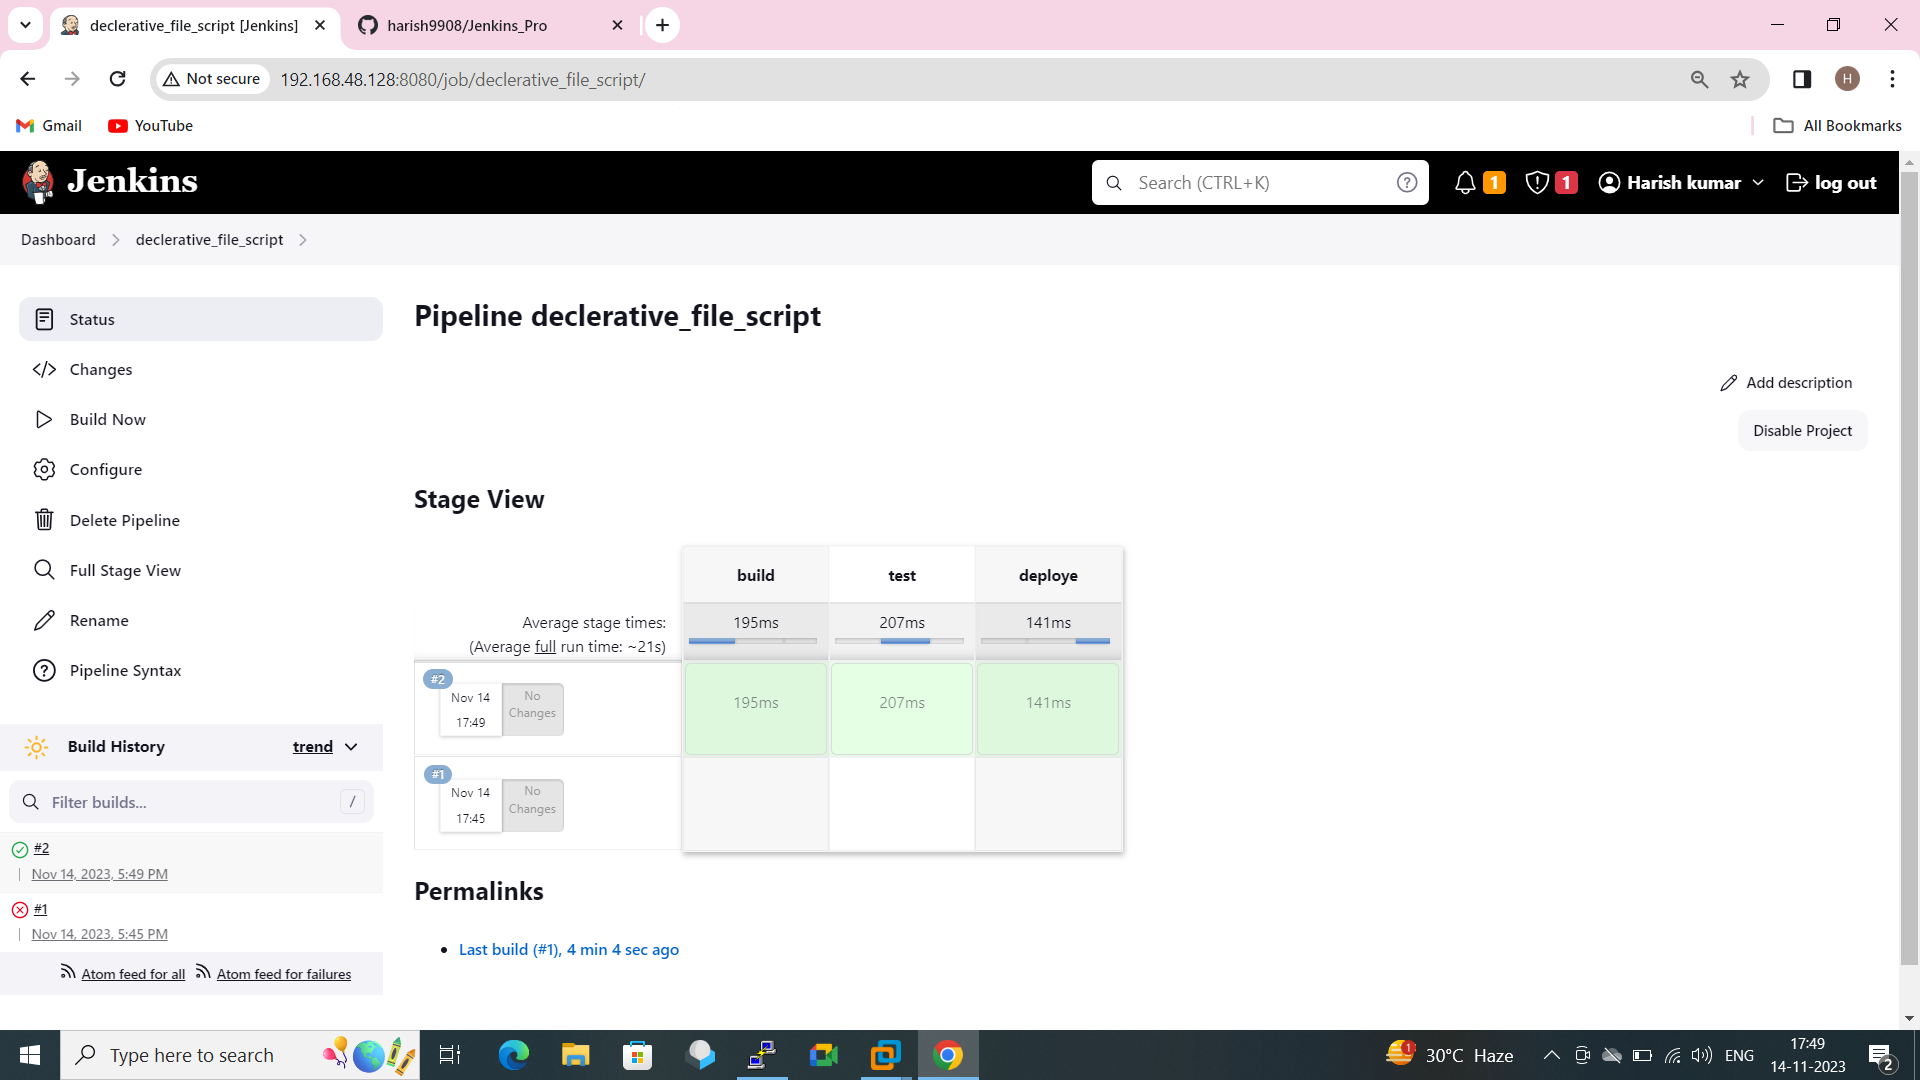 declerative_file_script [Jenkins]
harish9908/Jenkins_Pro
Not secure
192.168.48.128:8080/job/declerative_file_script/
H
Gmail
YouTube
All Bookmarks
Jenkins
Search (CTRL+K)
1
1
Harish kumar
log out
Dashboard
declerative_file_script
Status
Changes
Build Now
Configure
Delete Pipeline
Full Stage View
Rename
Pipeline Syntax
Build History
trend
Filter builds...
/
#2
Nov 14, 2023, 5:49 PM
#1
Nov 14, 2023, 5:45 PM
Atom feed for all
Atom feed for failures
Pipeline declerative_file_script
Add description
Disable Project
Stage View
build
test
deploye
Average stage times:
(Average full run time: ~21s)
195ms
207ms
141ms
#2
Nov 14
17:49
No
Changes
195ms
207ms
141ms
#1
Nov 14
17:45
No
Changes
Permalinks
Last build (#1), 4 min 4 sec ago
Type here to search
1
30°C Haze
ENG
17:49
14-11-2023
2